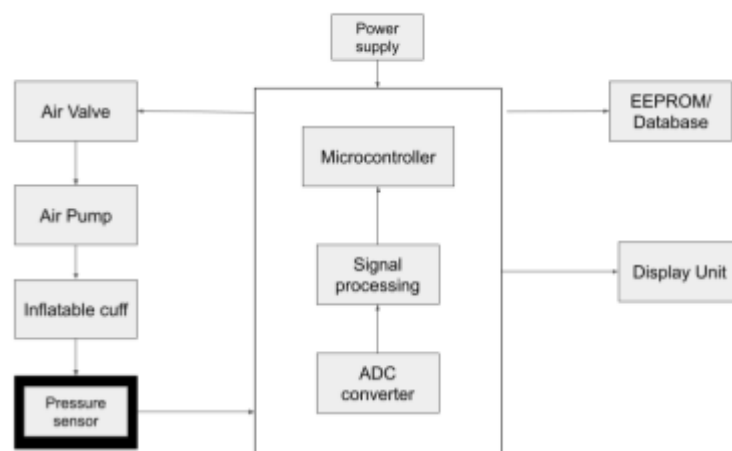 Power
supply
Air Valve
EEPROM/
Database
Microcontroller
Air Pump
Signal
processing
Display Unit
Inflatable cuff
ADC
converter
Pressure
sensor